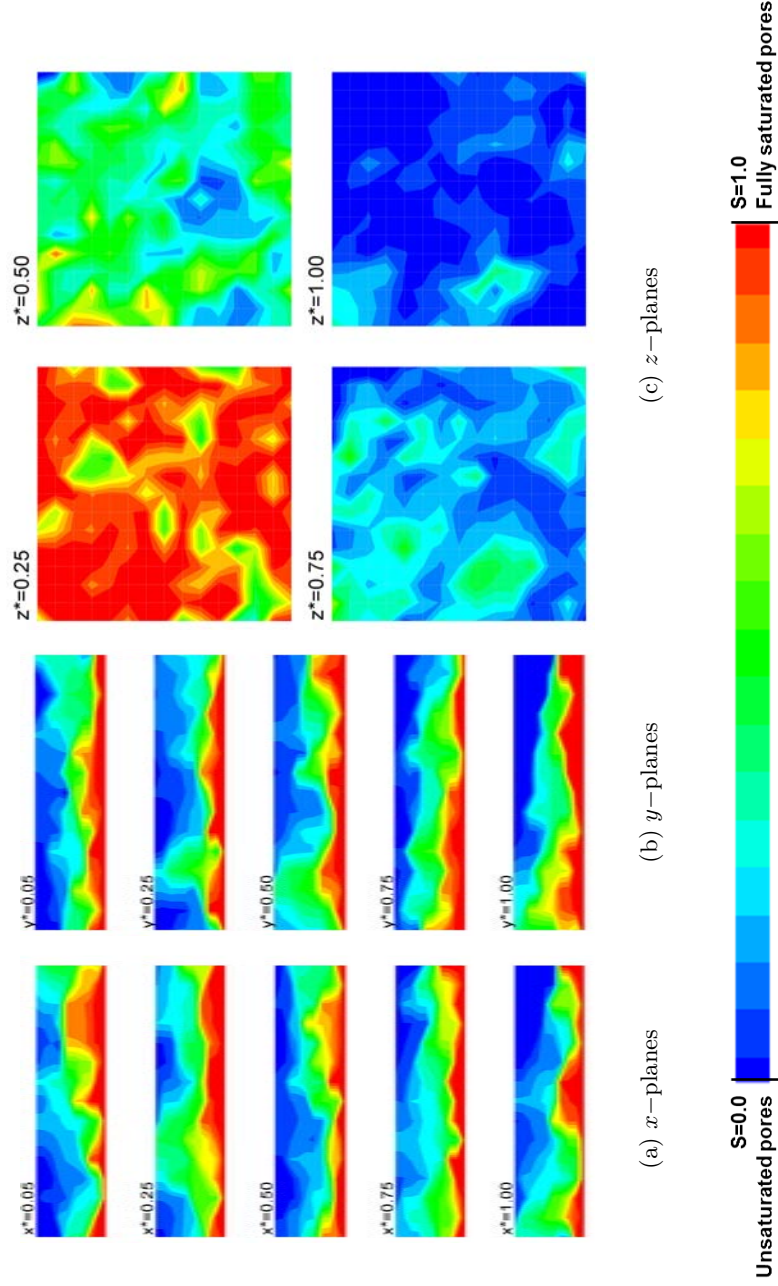 x*=0.05
x*=0.25
x*=0.50
x*=0.75
x*=1.00
(a) x−planes
y*=0.05
y*=0.25
y*=0.50
y*=0.75
y*=1.00
(b) y−planes
z*=0.25
z*=0.50
z*=0.75
z*=1.00
(c) z−planes
S=0.0
Unsaturated pores
S=1.0
Fully saturated pores